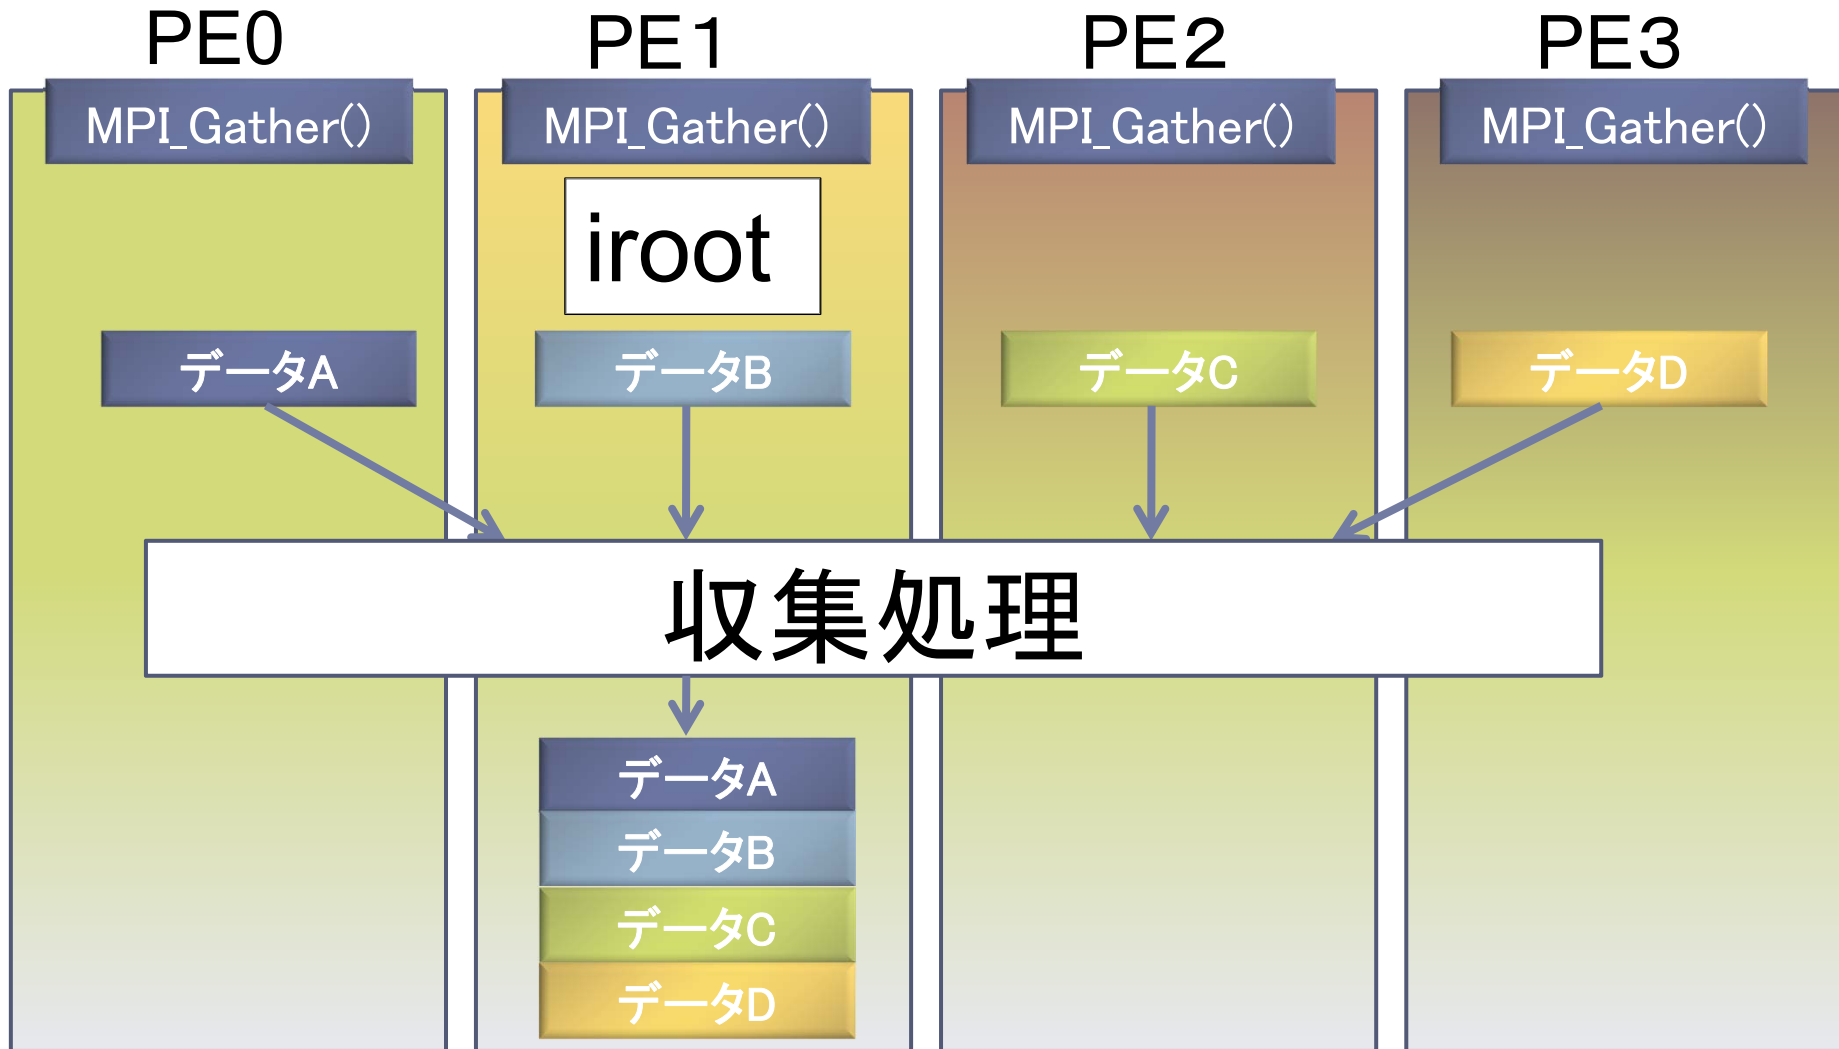 PE0
PE1
PE2
PE3
MPI_Gather()
MPI_Gather()
MPI_Gather()
MPI_Gather()
iroot
データA
データB
データC
データD
収集処理
データA
データB
データC
データD